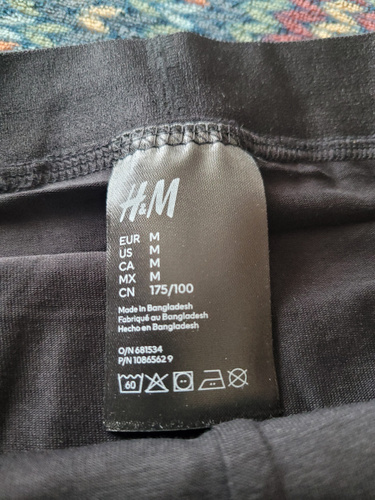 H&M
EUR M
US M
CA M
MX M
CN 175/100
Made in Bangladesh
Fabriqué au Bangladesh
Hecho en Bangladesh
O/N 681534
P/N 1086562 9
60